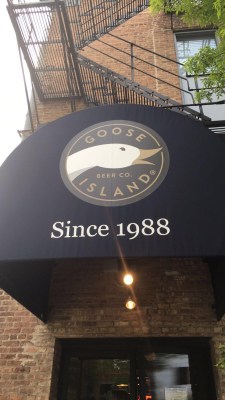 GOOSE
BEER CO.
ISLAND®
Since 1988